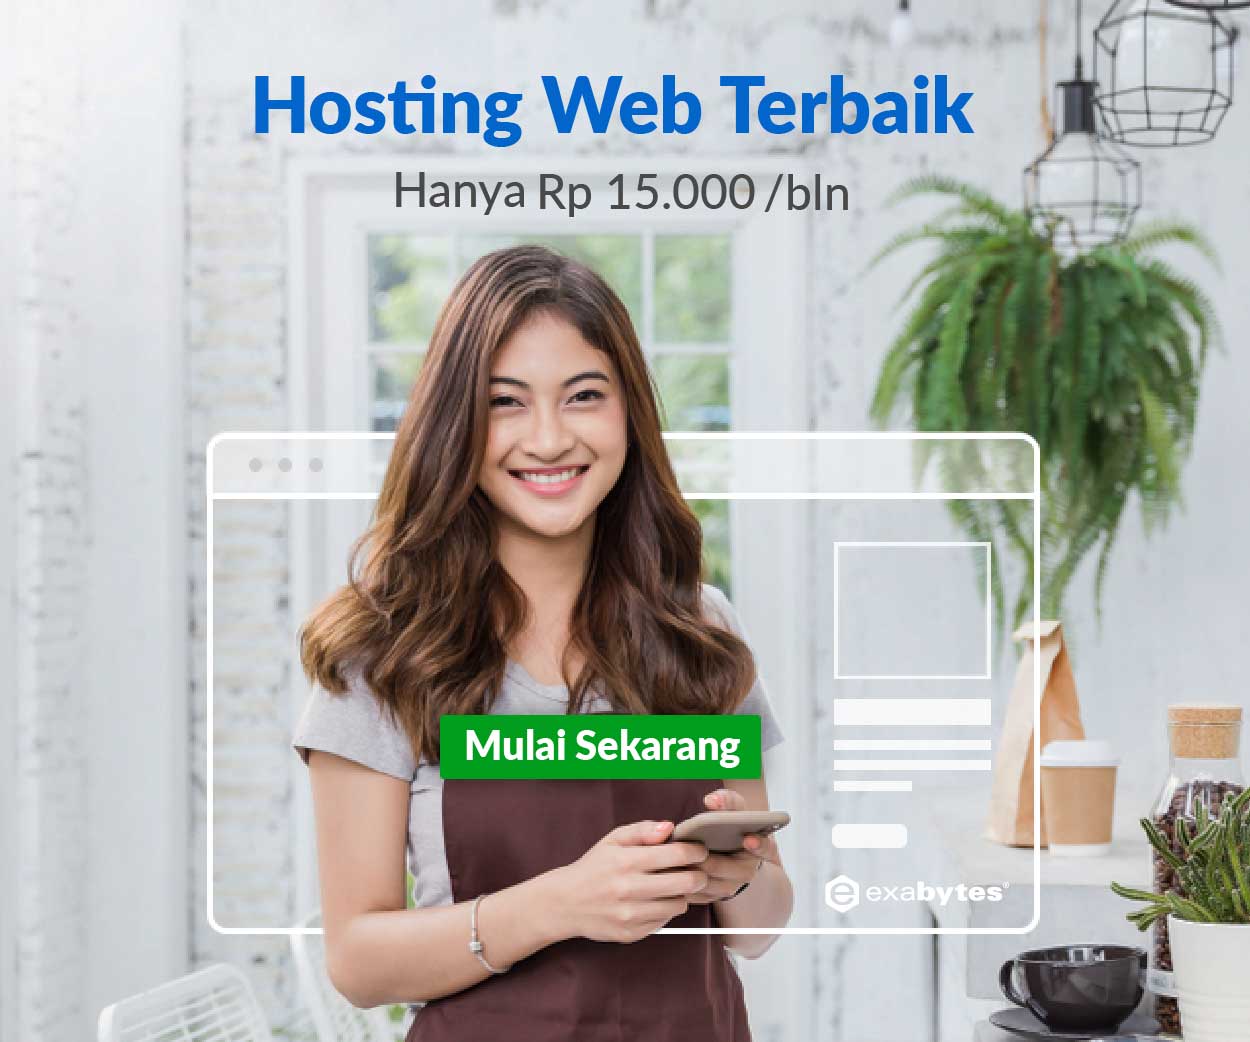 Hosting Web Terbaik
Hanya Rp 15.000 /bln
Mulai Sekarang
e exabytes®